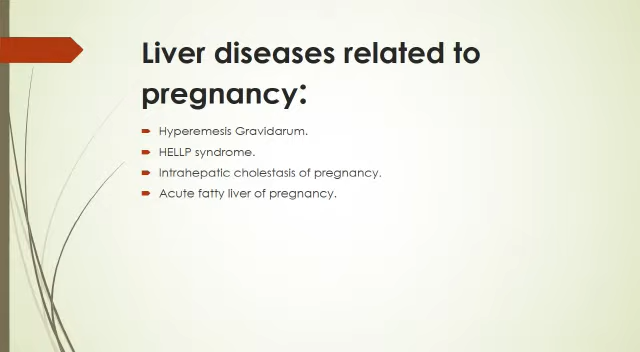 Liver diseases related to
pregnancy:
Hyperemesis Gravidarum.
HELLP syndrome.
Intrahepatic cholestasis of pregnancy.
Acute fatty liver of pregnancy.